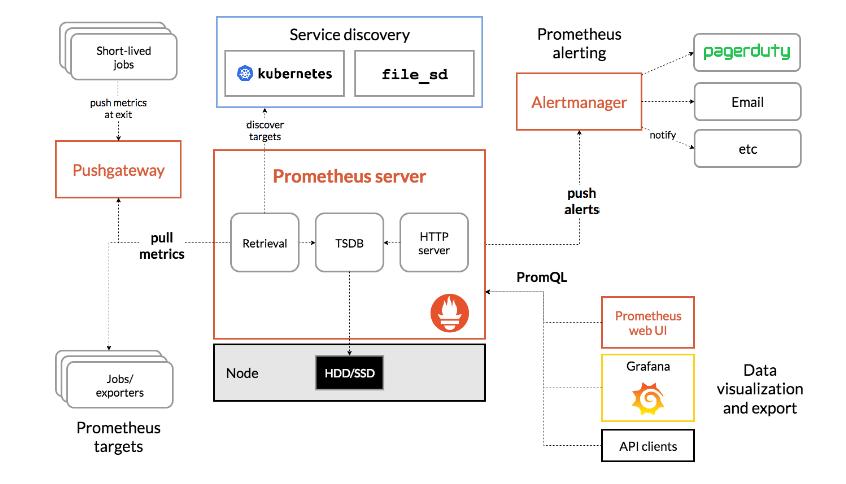 Short-lived
jobs
push metrics
at exit
Pushgateway
pull
metrics
Jobs/
exporters
Prometheus
targets
Service discovery
kubernetes
file_sd
discover
targets
Prometheus server
Retrieval
TSDB
HTTP
server
Node
HDD/SSD
Prometheus
alerting
Alertmanager
pagerduty
Email
notify
etc
push
alerts
PromQL
Prometheus
web UI
Grafana
API clients
Data
visualization
and export